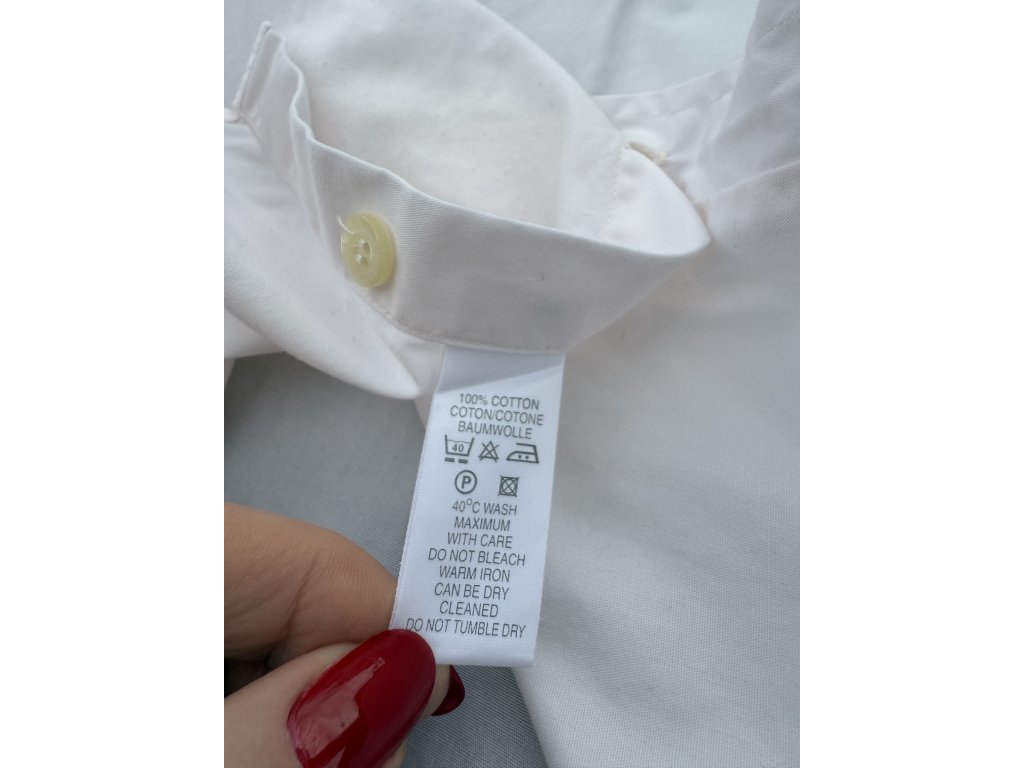 100% COTTON
COTON/COTONE
BAUMWOLLE
40
P
40°C WASH
MAXIMUM
WITH CARE
DO NOT BLEACH
WARM IRON
CAN BE DRY
CLEANED
DO NOT TUMBLE DRY